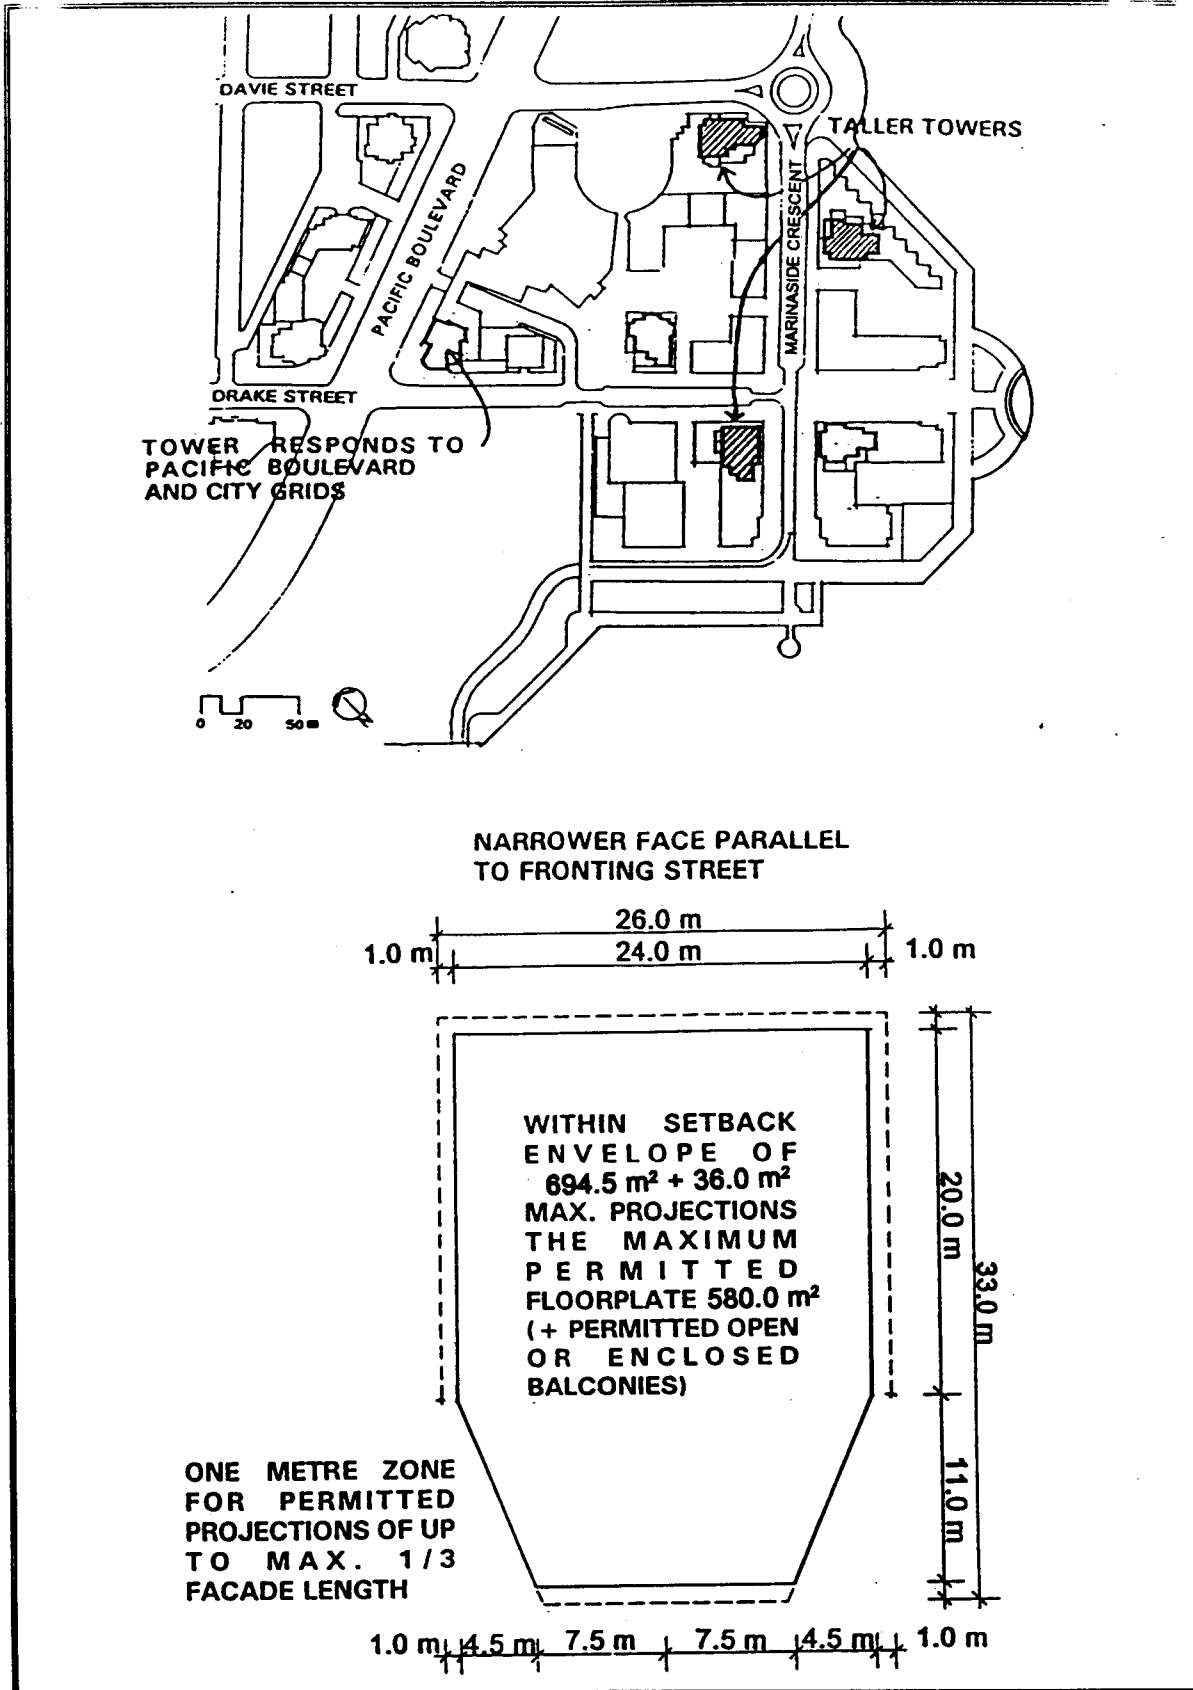 DAVIE STREET
TALLER TOWERS
PACIFIC BOULEVARD
MARINASIDE CRESCENT
DRAKE STREET
TOWER RESPONDS TO
PACIFIC BOULEVARD
AND CITY GRIDS
0 20 50m
NARROWER FACE PARALLEL
TO FRONTING STREET
26.0 m
1.0 m 24.0 m 1.0 m
WITHIN SETBACK
ENVELOPE OF
694.5 m² + 36.0 m²
MAX. PROJECTIONS
THE MAXIMUM
PERMITTED
FLOORPLATE 580.0 m²
(+ PERMITTED OPEN
OR ENCLOSED
BALCONIES)
20.0 m
33.0 m
11.0 m
ONE METRE ZONE
FOR PERMITTED
PROJECTIONS OF UP
TO MAX. 1/3
FACADE LENGTH
1.0 m 4.5 m 7.5 m 7.5 m 4.5 m 1.0 m